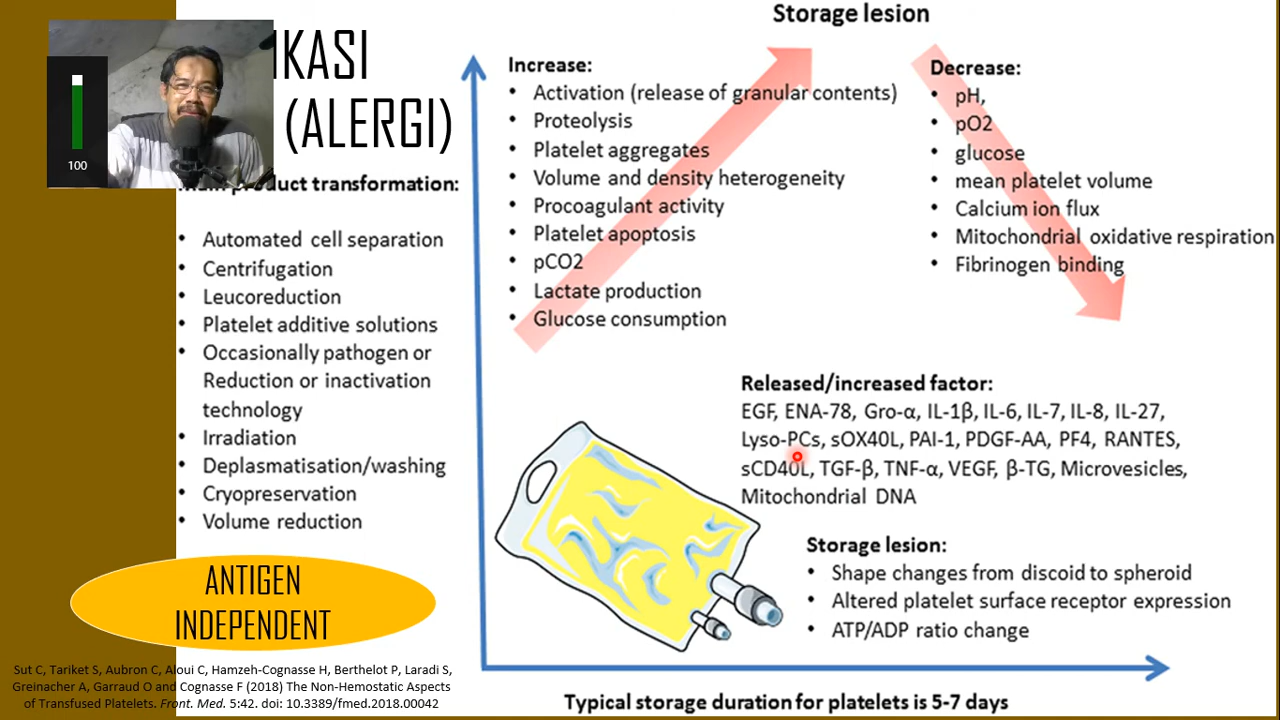 IKASI
(ALERGI)
100
product transformation:
• Automated cell separation
• Centrifugation
• Leucoreduction
• Platelet additive solutions
• Occasionally pathogen or
Reduction or inactivation
technology
• Irradiation
• Deplasmatisation/washing
• Cryopreservation
• Volume reduction
ANTIGEN
INDEPENDENT
Sut C, Tariket S, Aubron C, Aloui C, Hamzeh-Cognasse H, Berthelot P, Laradi S,
Greinacher A, Garraud O and Cognasse F (2018) The Non-Hemostatic Aspects
of Transfused Platelets. Front. Med. 5:42. doi: 10.3389/fmed.2018.00042
Storage lesion
Increase:
• Activation (release of granular contents)
• Proteolysis
• Platelet aggregates
• Volume and density heterogeneity
• Procoagulant activity
• Platelet apoptosis
• pCO2
• Lactate production
• Glucose consumption
Decrease:
• pH,
• pO2
• glucose
• mean platelet volume
• Calcium ion flux
• Mitochondrial oxidative respiration
• Fibrinogen binding
Released/increased factor:
EGF, ENA-78, Gro-α, IL-1β, IL-6, IL-7, IL-8, IL-27,
Lyso-PCs, sOX40L, PAI-1, PDGF-AA, PF4, RANTES,
sCD40L, TGF-β, TNF-α, VEGF, β-TG, Microvesicles,
Mitochondrial DNA
Storage lesion:
• Shape changes from discoid to spheroid
• Altered platelet surface receptor expression
• ATP/ADP ratio change
Typical storage duration for platelets is 5-7 days